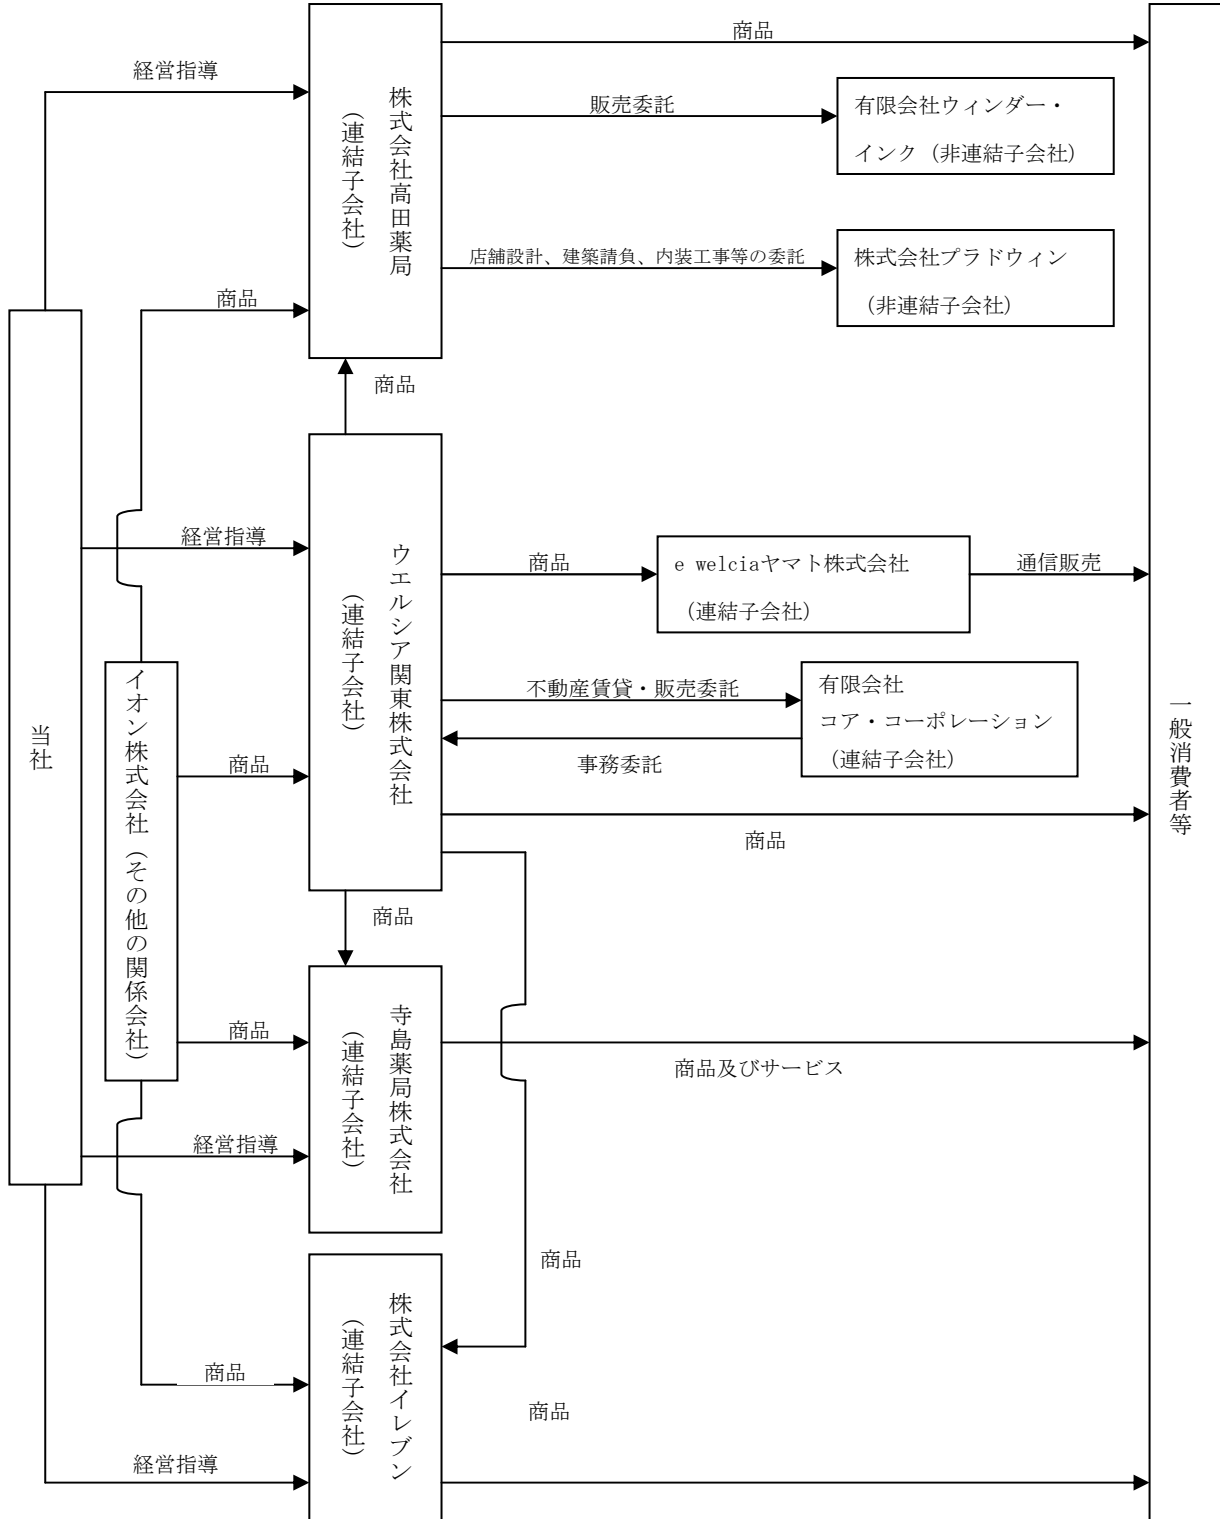 商品
経営指導
株式会社高田薬局
（連結子会社）
販売委託
有限会社ウィンダー・
インク（非連結子会社）
店舗設計、建築請負、内装工事等の委託
株式会社プラドウィン
（非連結子会社）
商品
商品
経営指導
ウエルシア関東株式会社
（連結子会社）
商品
e welciaヤマト株式会社
（連結子会社）
通信販売
不動産賃貸・販売委託
有限会社
コア・コーポレーション
（連結子会社）
事務委託
当社
イオン株式会社（その他の関係会社）
商品
商品
一般消費者等
商品
商品
寺島薬局株式会社
（連結子会社）
商品及びサービス
経営指導
商品
株式会社イレブン
（連結子会社）
商品
商品
経営指導